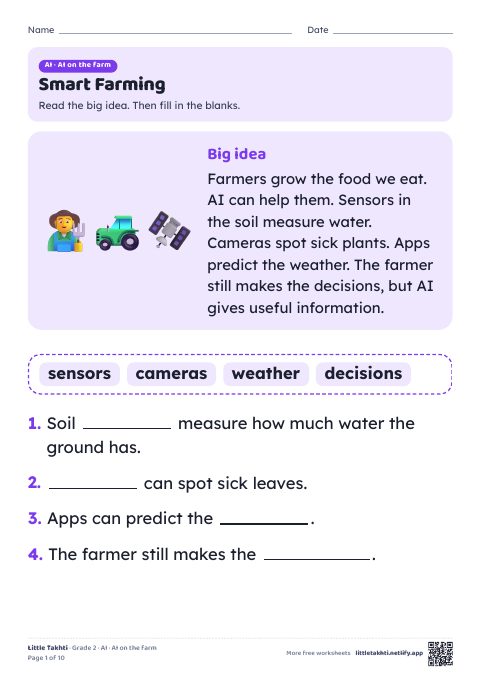 Name Date
AI · AI on the farm
Smart Farming
Read the big idea. Then fill in the blanks.
Big idea
Farmers grow the food we eat.
AI can help them. Sensors in
the soil measure water.
Cameras spot sick plants. Apps
predict the weather. The farmer
still makes the decisions, but AI
gives useful information.
sensors cameras weather decisions
1. Soil ________ measure how much water the
ground has.
2. ________ can spot sick leaves.
3. Apps can predict the ________.
4. The farmer still makes the ________.
Little Takhti · Grade 2 · AI · AI on the farm
Page 1 of 10
More free worksheets · littletakhti.netlify.app